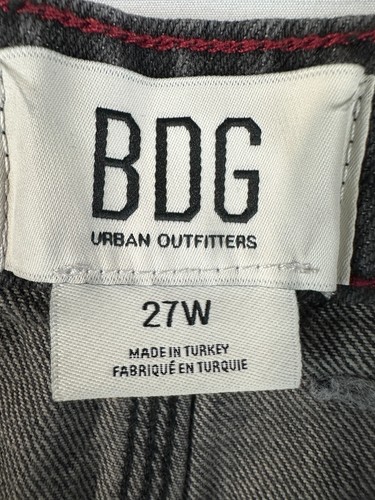 BDG
URBAN OUTFITTERS
27W
MADE IN TURKEY
FABRIQUÉ EN TURQUIE